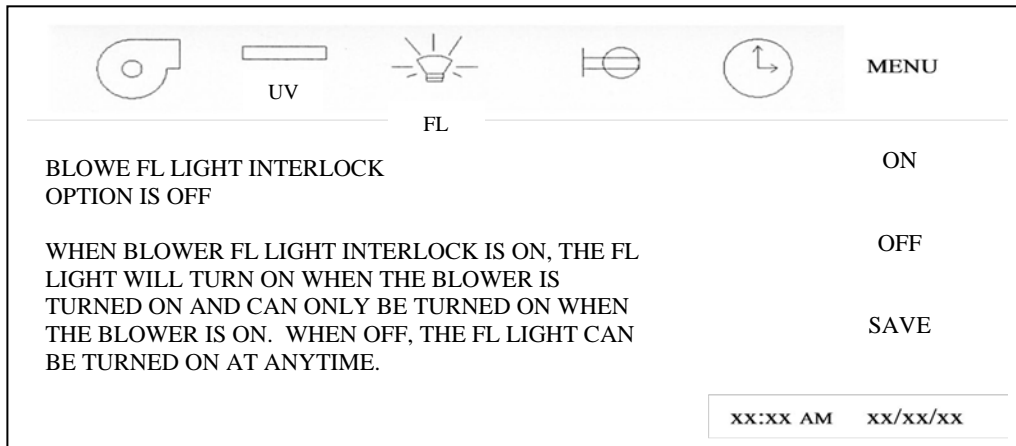 UV
FL
MENU
BLOWE FL LIGHT INTERLOCK
OPTION IS OFF
ON
WHEN BLOWER FL LIGHT INTERLOCK IS ON, THE FL
LIGHT WILL TURN ON WHEN THE BLOWER IS
TURNED ON AND CAN ONLY BE TURNED ON WHEN
THE BLOWER IS ON.  WHEN OFF, THE FL LIGHT CAN
BE TURNED ON AT ANYTIME.
OFF
SAVE
xx:xx AM xx/xx/xx